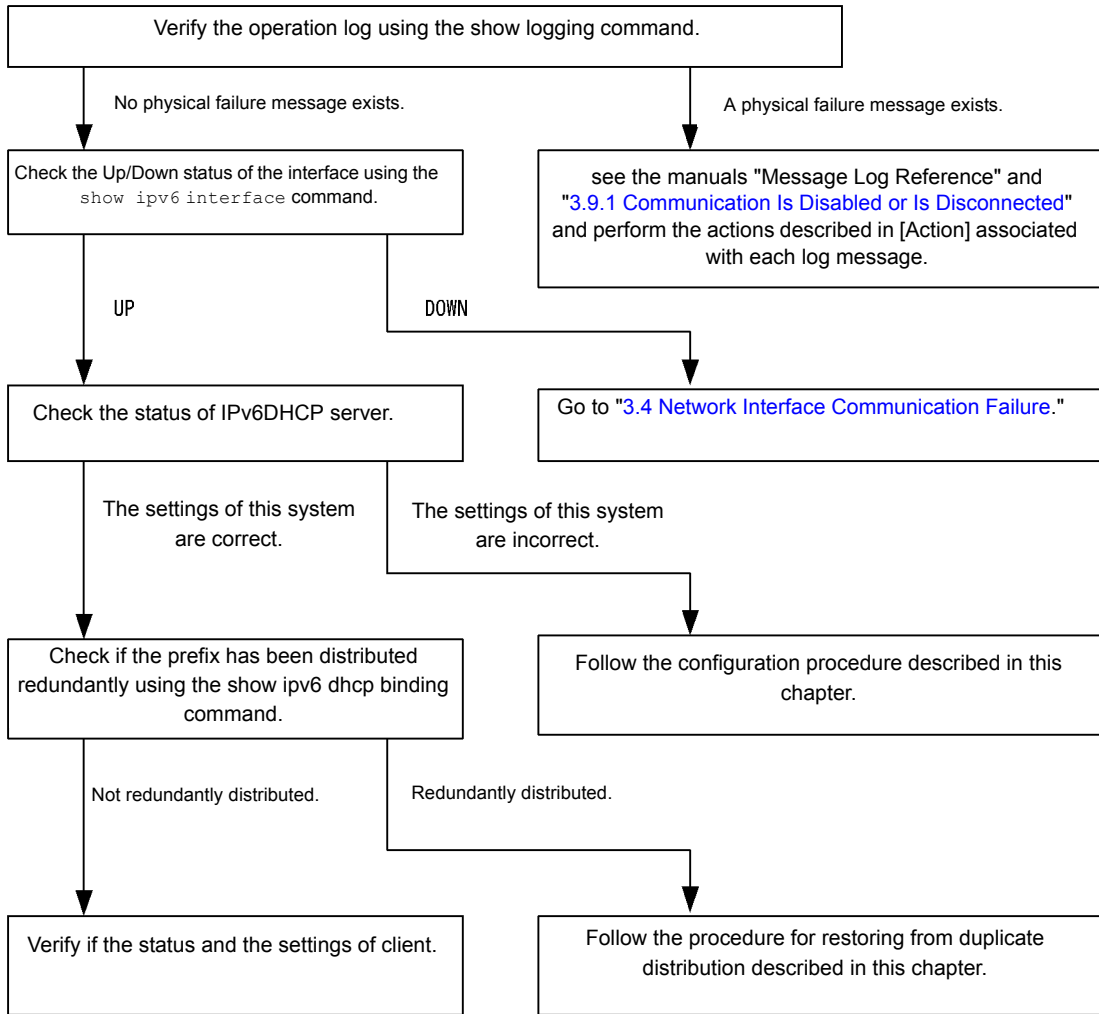 Verify the operation log using the show logging command.
No physical failure message exists.
A physical failure message exists.
Check the Up/Down status of the interface using the
show ipv6 interface command.
see the manuals "Message Log Reference" and
"3.9.1 Communication Is Disabled or Is Disconnected"
and perform the actions described in [Action] associated
with each log message.
UP
DOWN
Check the status of IPv6DHCP server.
Go to "3.4 Network Interface Communication Failure."
The settings of this system
are correct.
The settings of this system
are incorrect.
Check if the prefix has been distributed
redundantly using the show ipv6 dhcp binding
command.
Follow the configuration procedure described in this
chapter.
Not redundantly distributed.
Redundantly distributed.
Verify if the status and the settings of client.
Follow the procedure for restoring from duplicate
distribution described in this chapter.